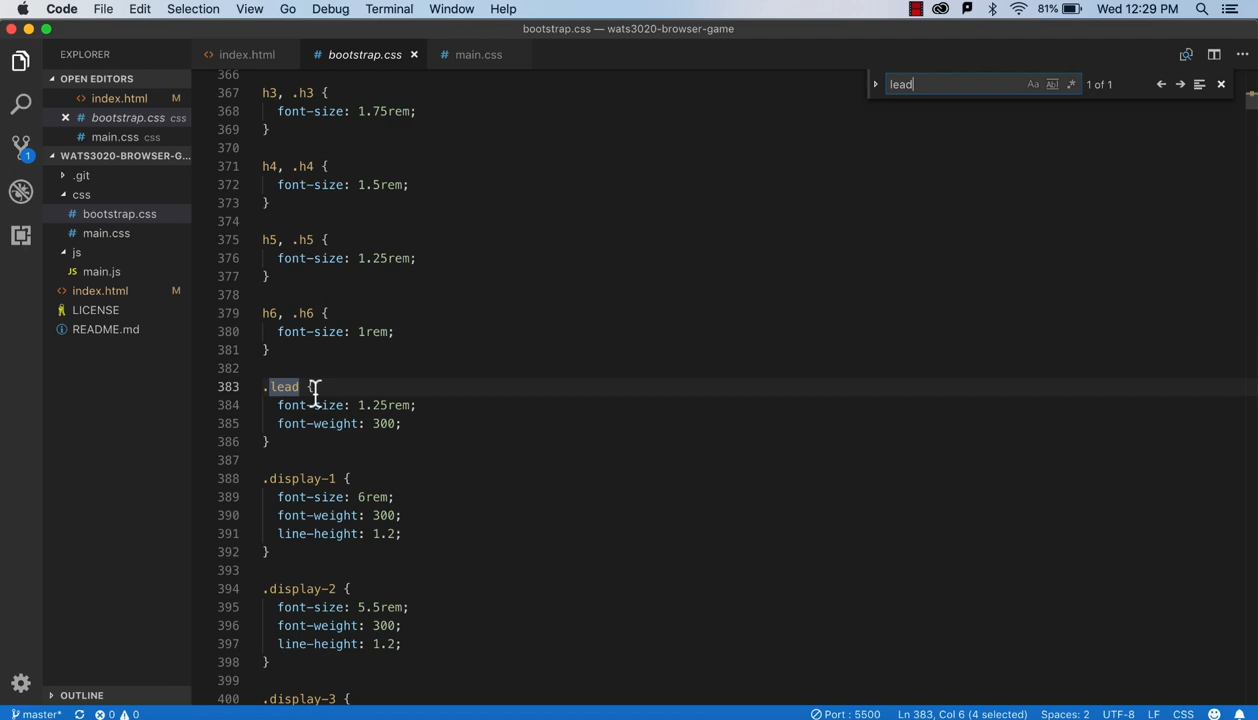 Code File Edit Selection View Go Debug Terminal Window Help 81% Wed 12:29 PM
bootstrap.css — wats3020-browser-game
EXPLORER
OPEN EDITORS
<> index.html M
× # bootstrap.css css
# main.css css
WATS3020-BROWSER-G...
.git
css
# bootstrap.css
# main.css
js
JS main.js
<> index.html M
LICENSE
README.md
OUTLINE
1
<> index.html # bootstrap.css × # main.css
lead Aa Abl .* 1 of 1
366
367 h3, .h3 {
368 font-size: 1.75rem;
369 }
370
371 h4, .h4 {
372 font-size: 1.5rem;
373 }
374
375 h5, .h5 {
376 font-size: 1.25rem;
377 }
378
379 h6, .h6 {
380 font-size: 1rem;
381 }
382
383 .lead {
384 font-size: 1.25rem;
385 font-weight: 300;
386 }
387
388 .display-1 {
389 font-size: 6rem;
390 font-weight: 300;
391 line-height: 1.2;
392 }
393
394 .display-2 {
395 font-size: 5.5rem;
396 font-weight: 300;
397 line-height: 1.2;
398 }
399
400 .display-3 {
master* 0 0 Port : 5500 Ln 383, Col 6 (4 selected) Spaces: 2 UTF-8 LF CSS